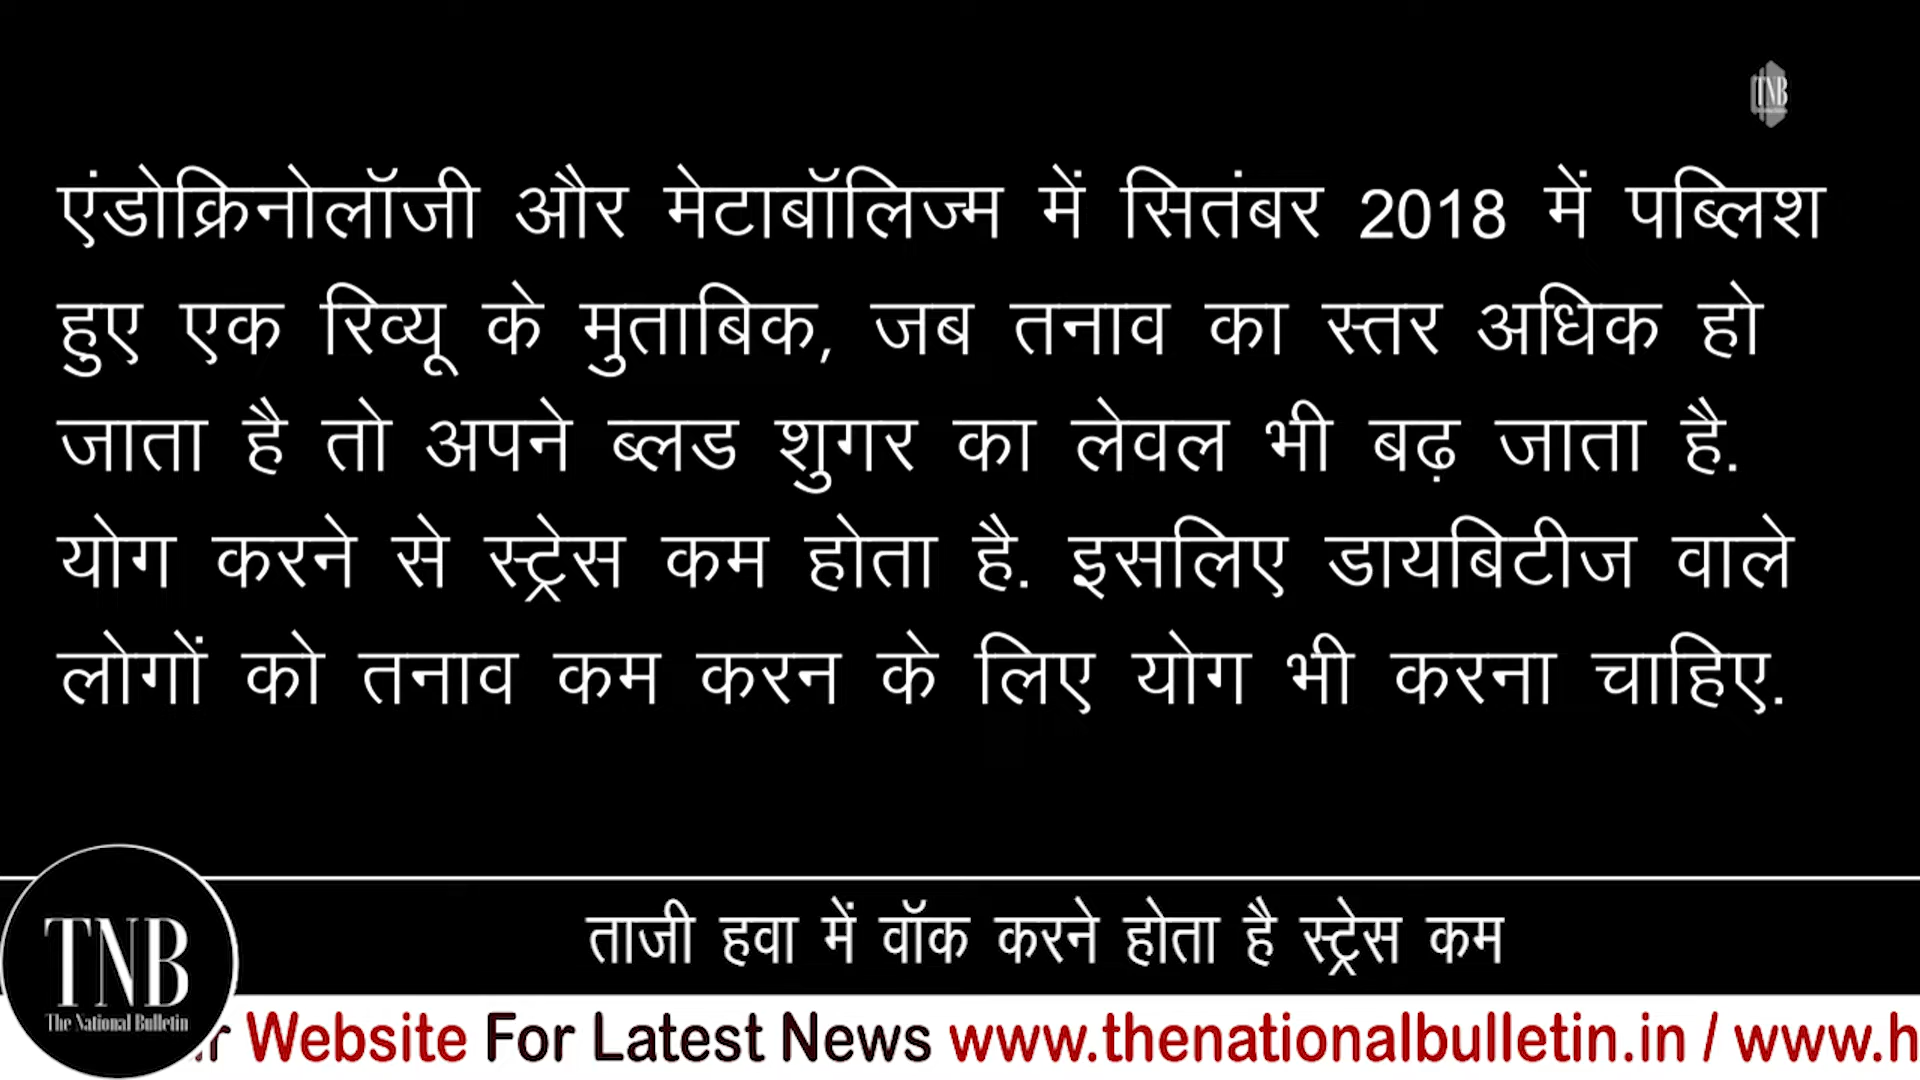 TNB
एंडोक्रिनोलॉजी और मेटाबॉलिज्म में सितंबर 2018 में पब्लिश
हुए एक रिव्यू के मुताबिक, जब तनाव का स्तर अधिक हो
जाता है तो अपने ब्लड शुगर का लेवल भी बढ़ जाता है.
योग करने से स्ट्रेस कम होता है. इसलिए डायबिटीज वाले
लोगों को तनाव कम करन के लिए योग भी करना चाहिए.
ताजी हवा में वॉक करने होता है स्ट्रेस कम
TNB
The National Bulletin
r Website For Latest News www.thenationalbulletin.in / www.h